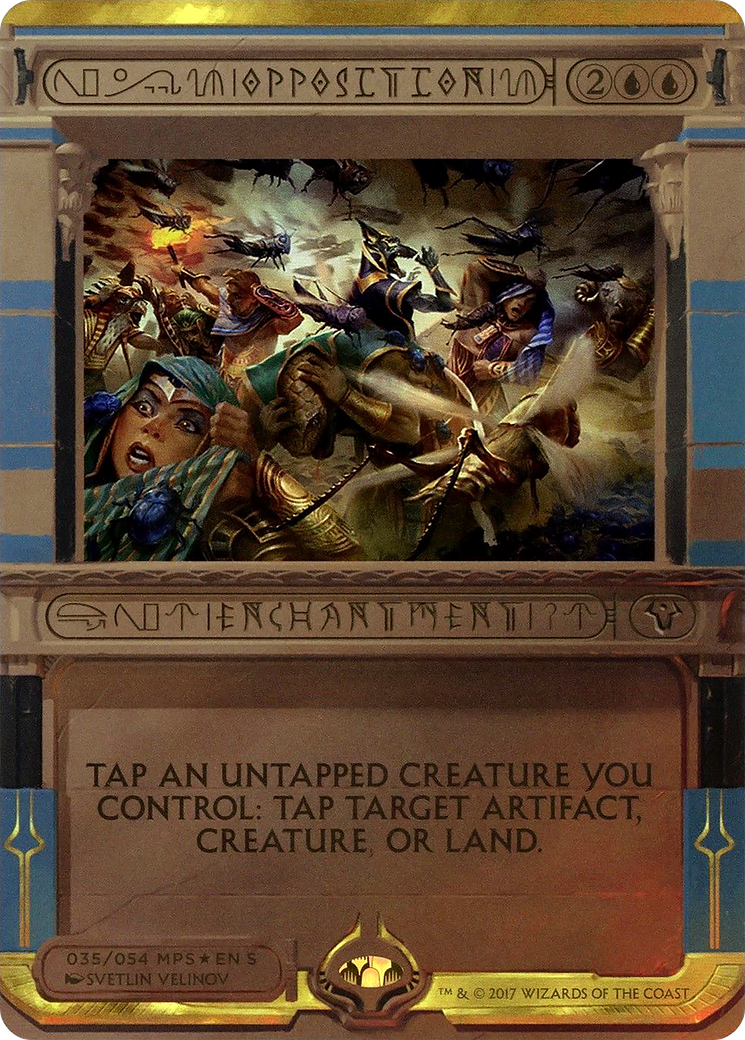 OPPOSITION 2
ENCHANTMENT
TAP AN UNTAPPED CREATURE YOU
CONTROL: TAP TARGET ARTIFACT,
CREATURE, OR LAND.
035/054 MPS★EN S
SVETLIN VELINOV
™ & © 2017 WIZARDS OF THE COAST